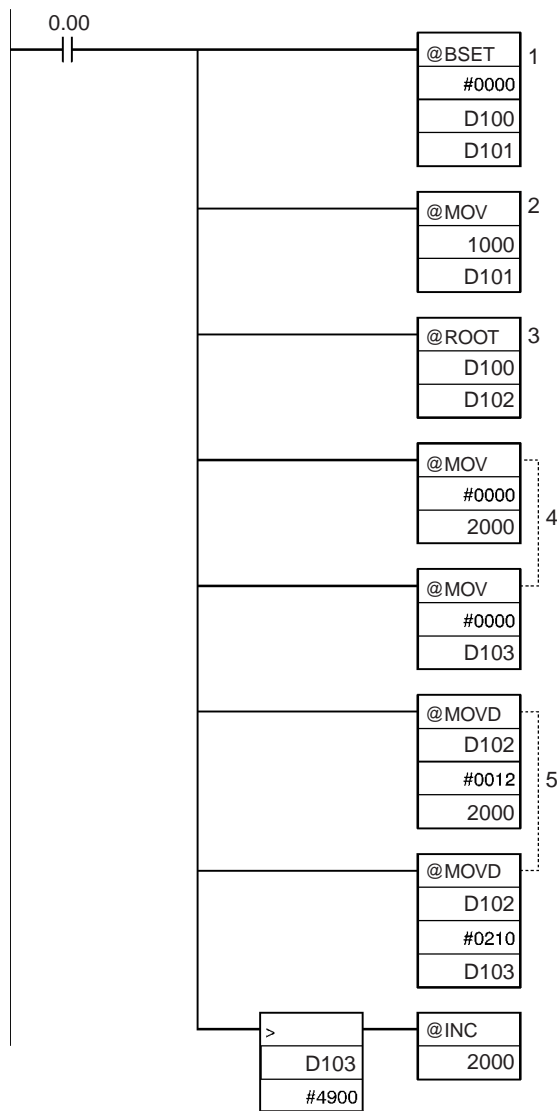 0.00
@BSET 1
#0000
D100
D101
@MOV 2
1000
D101
@ROOT 3
D100
D102
@MOV
#0000
2000
4
@MOV
#0000
D103
@MOVD
D102
#0012
2000
5
@MOVD
D102
#0210
D103
> @INC
D103 2000
#4900